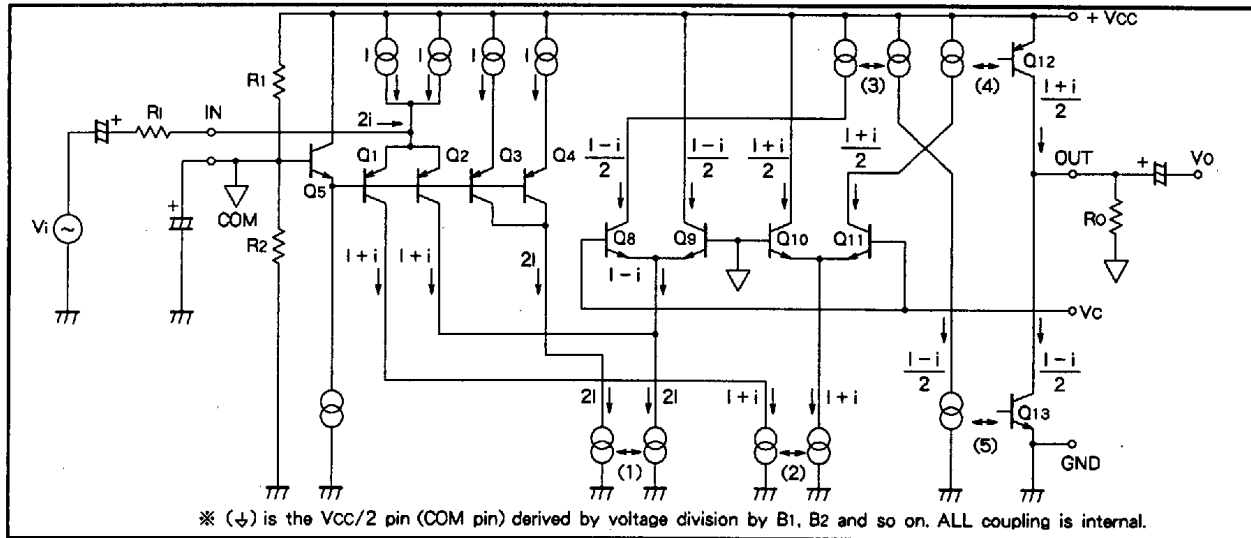 + Vcc
I
I
I
I
(3)
(4)
Q12
R1
I+i
2
RI
IN
2i
Q1
Q2
Q3
Q4
I-i
2
I-i
2
I+i
2
I+i
2
OUT
Vo
Q5
COM
Vi
R2
Ro
Q8
Q9
Q10
Q11
I+i
I+i
2I
I-i
Vc
I-i
2
I-i
2
2I
2I
I+i
I+i
Q13
(1)
(2)
(5)
GND
※ (⏚) is the Vcc/2 pin (COM pin) derived by voltage division by B1, B2 and so on. ALL coupling is internal.